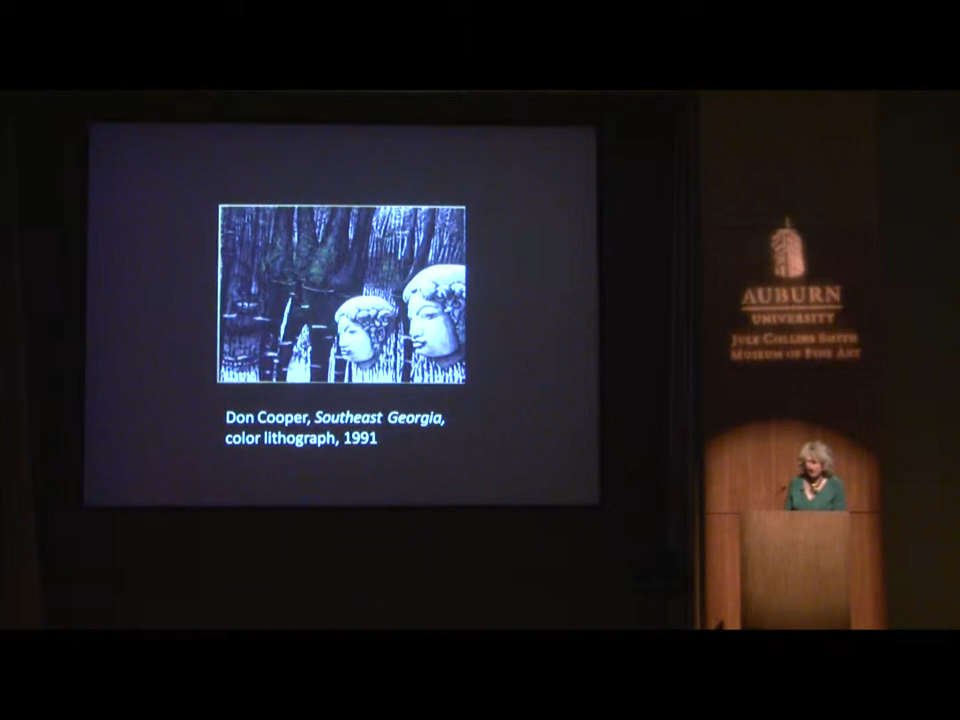 Don Cooper, Southeast Georgia,
color lithograph, 1991
AUBURN
UNIVERSITY
JULE COLLINS SMITH
MUSEUM OF FINE ART